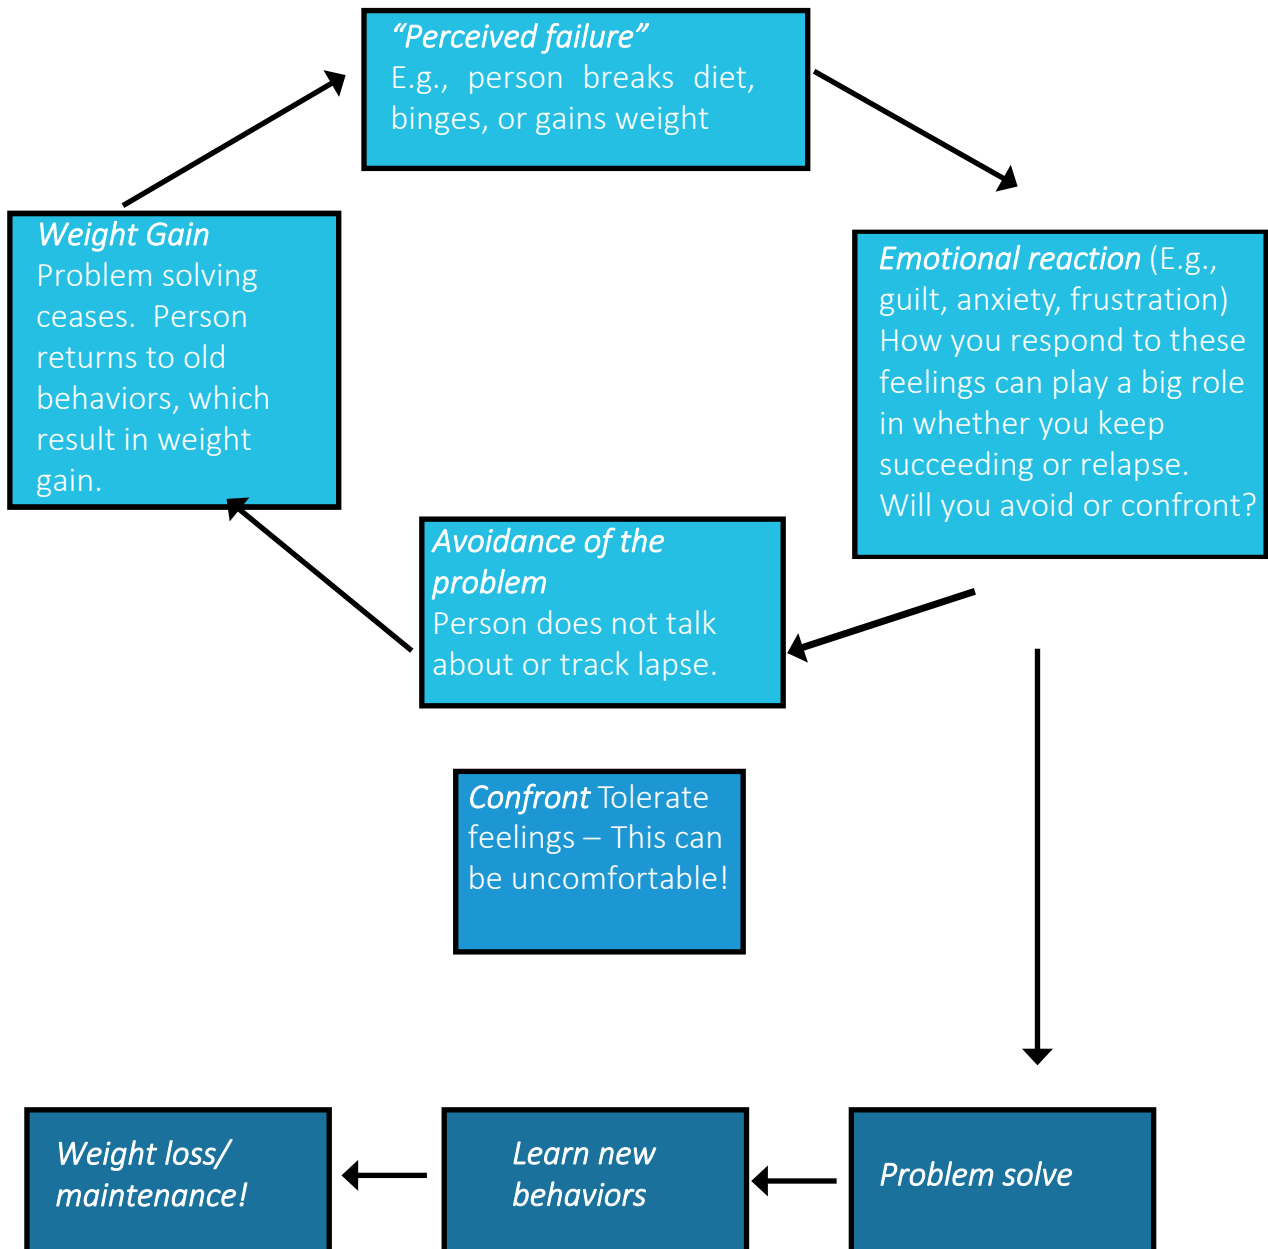 “Perceived failure”
E.g., person breaks diet,
binges, or gains weight
Weight Gain
Problem solving
ceases.  Person
returns to old
behaviors, which
result in weight
gain.
Emotional reaction (E.g.,
guilt, anxiety, frustration)
How you respond to these
feelings can play a big role
in whether you keep
succeeding or relapse.
Will you avoid or confront?
Avoidance of the
problem
Person does not talk
about or track lapse.
Confront Tolerate
feelings – This can
be uncomfortable!
Weight loss/
maintenance!
Learn new
behaviors
Problem solve